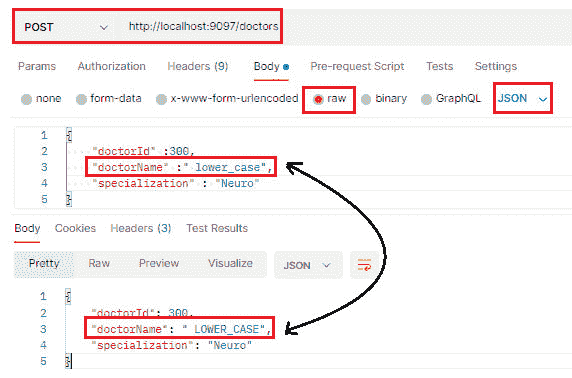 POST http://localhost:9097/doctors
Params Authorization Headers (9) Body Pre-request Script Tests Settings
none form-data x-www-form-urlencoded raw binary GraphQL JSON
1 {
2 "doctorId" :300,
3 "doctorName" :" lower_case",
4 "specialization" : "Neuro"
5 }
Body Cookies Headers (3) Test Results
Pretty Raw Preview Visualize JSON
1 {
2 "doctorId": 300,
3 "doctorName": " LOWER_CASE",
4 "specialization": "Neuro"
5 }